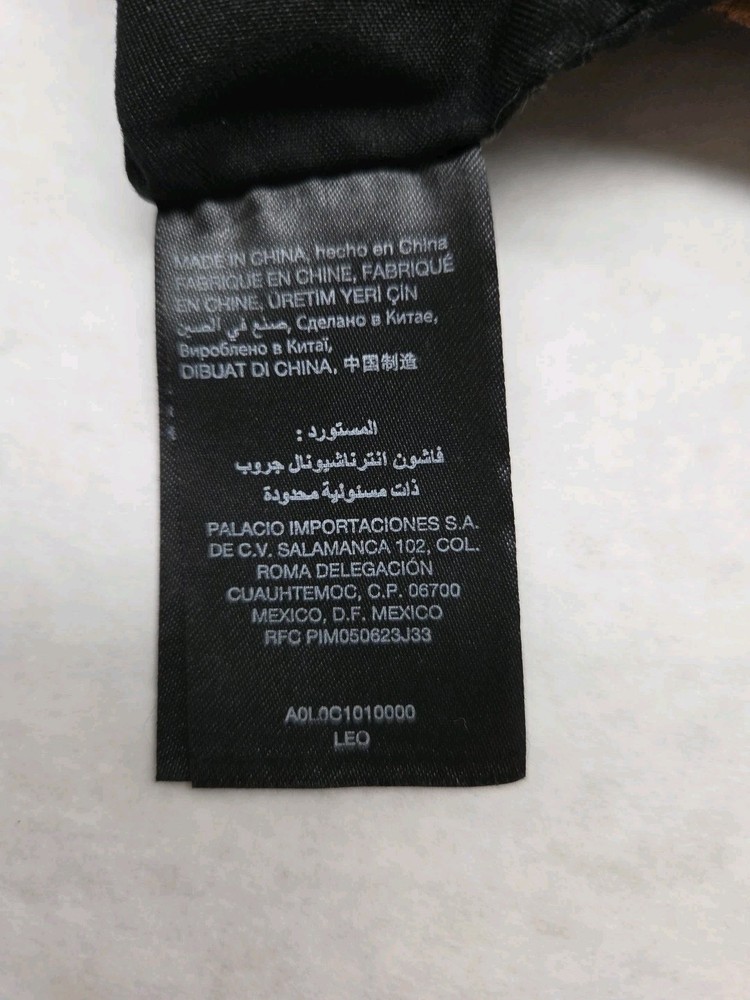 MADE IN CHINA, hecho en China
FABRIQUE EN CHINE, FABRIQUÉ
EN CHINE, ÜRETIM YERİ ÇİN
صنع في الصين, Сделано в Китае,
Вироблено в Китаї,
DIBUAT DI CHINA, 中国制造
المستورد :
فاشون انترناشيونال جروب
ذات مسئولية محدودة
PALACIO IMPORTACIONES S.A.
DE C.V. SALAMANCA 102, COL.
ROMA DELEGACIÓN
CUAUHTEMOC, C.P. 06700
MEXICO, D.F. MEXICO
RFC PIM050623J33
A0L0C1010000
LEO